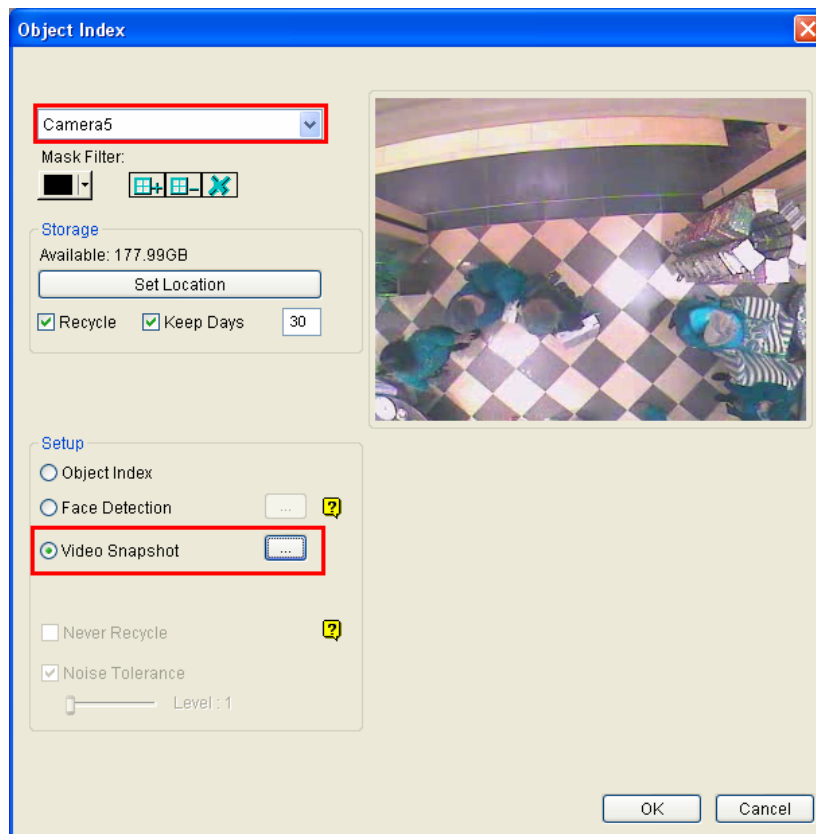 Object Index
Camera5
Mask Filter:
Storage
Available: 177.99GB
Set Location
Recycle Keep Days 30
Setup
Object Index
Face Detection ... ?
Video Snapshot ...
Never Recycle ?
Noise Tolerance
Level : 1
OK Cancel